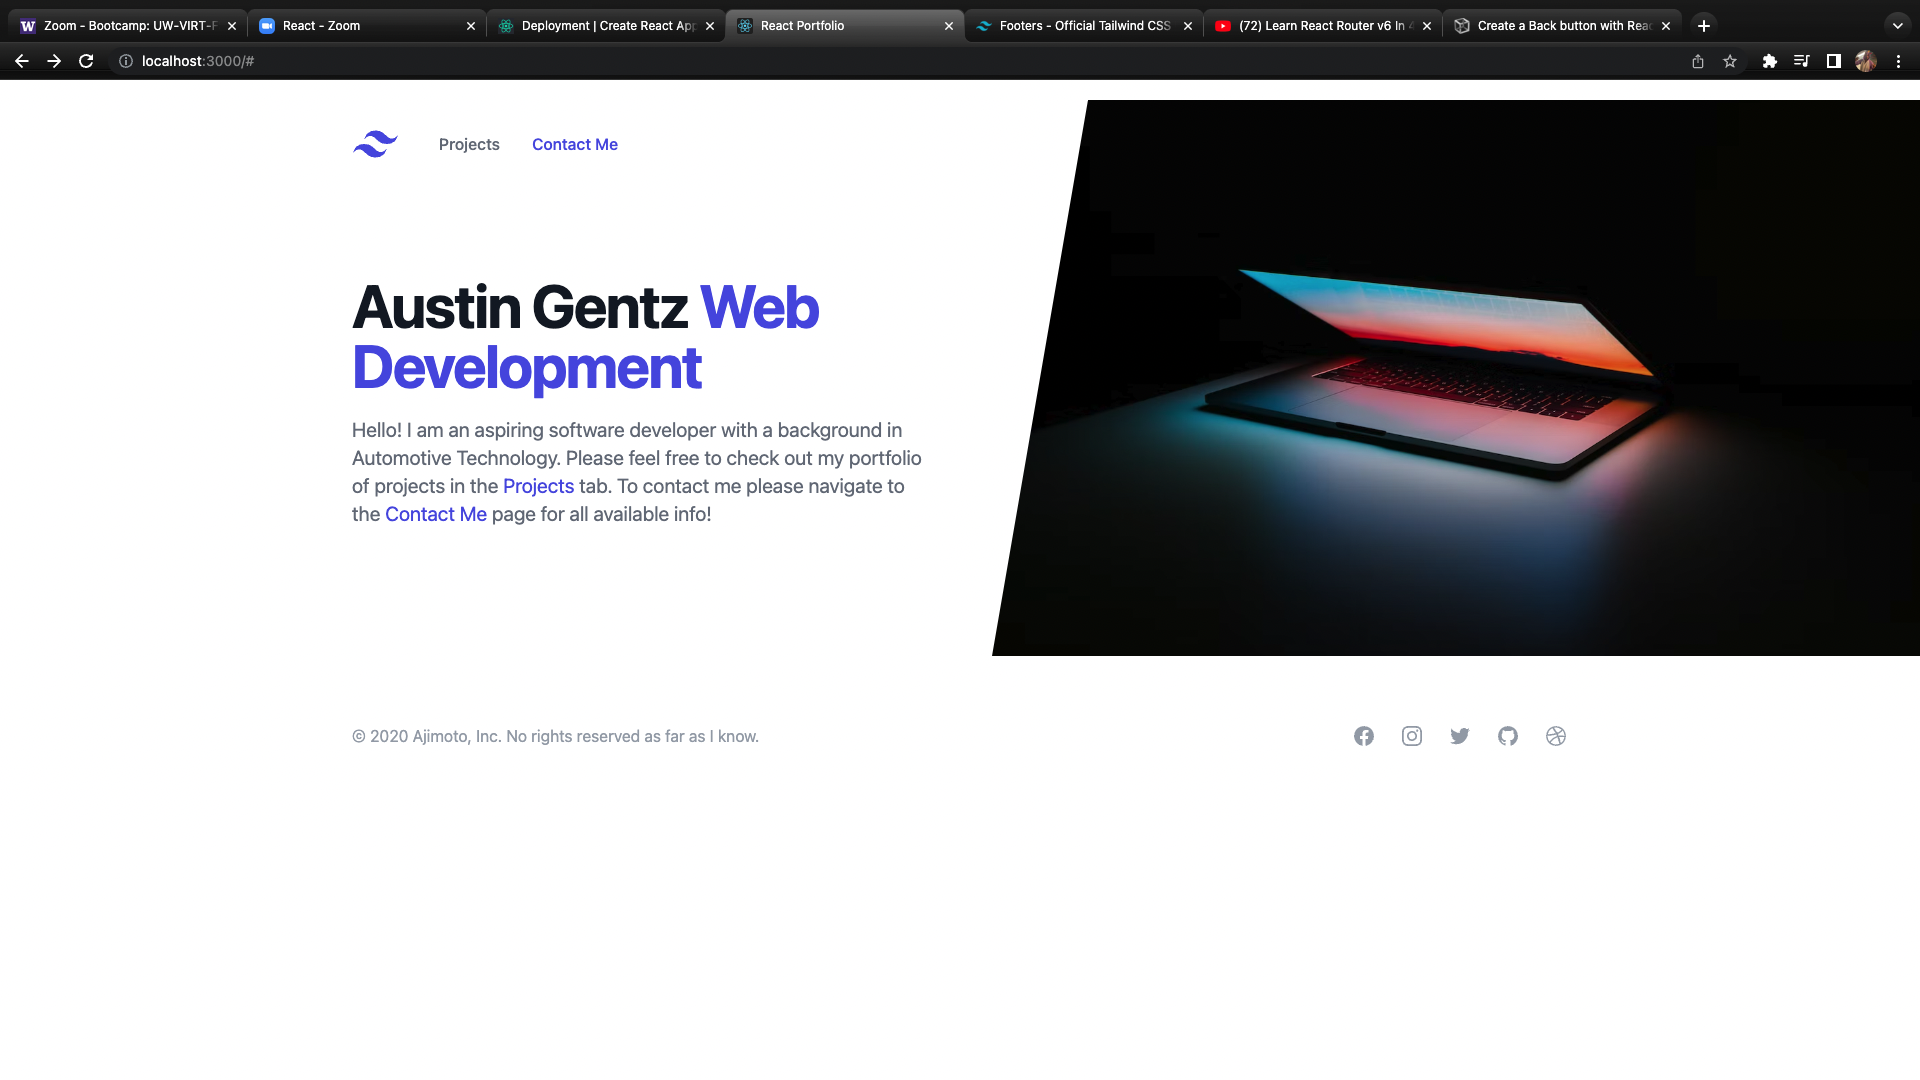 Zoom - Bootcamp: UW-VIRT-F
React - Zoom
Deployment | Create React App
React Portfolio
Footers - Official Tailwind CSS
(72) Learn React Router v6 In 4
Create a Back button with Reac
localhost:3000/#
Projects Contact Me
Austin Gentz Web
Development
Hello! I am an aspiring software developer with a background in
Automotive Technology. Please feel free to check out my portfolio
of projects in the Projects tab. To contact me please navigate to
the Contact Me page for all available info!
© 2020 Ajimoto, Inc. No rights reserved as far as I know.